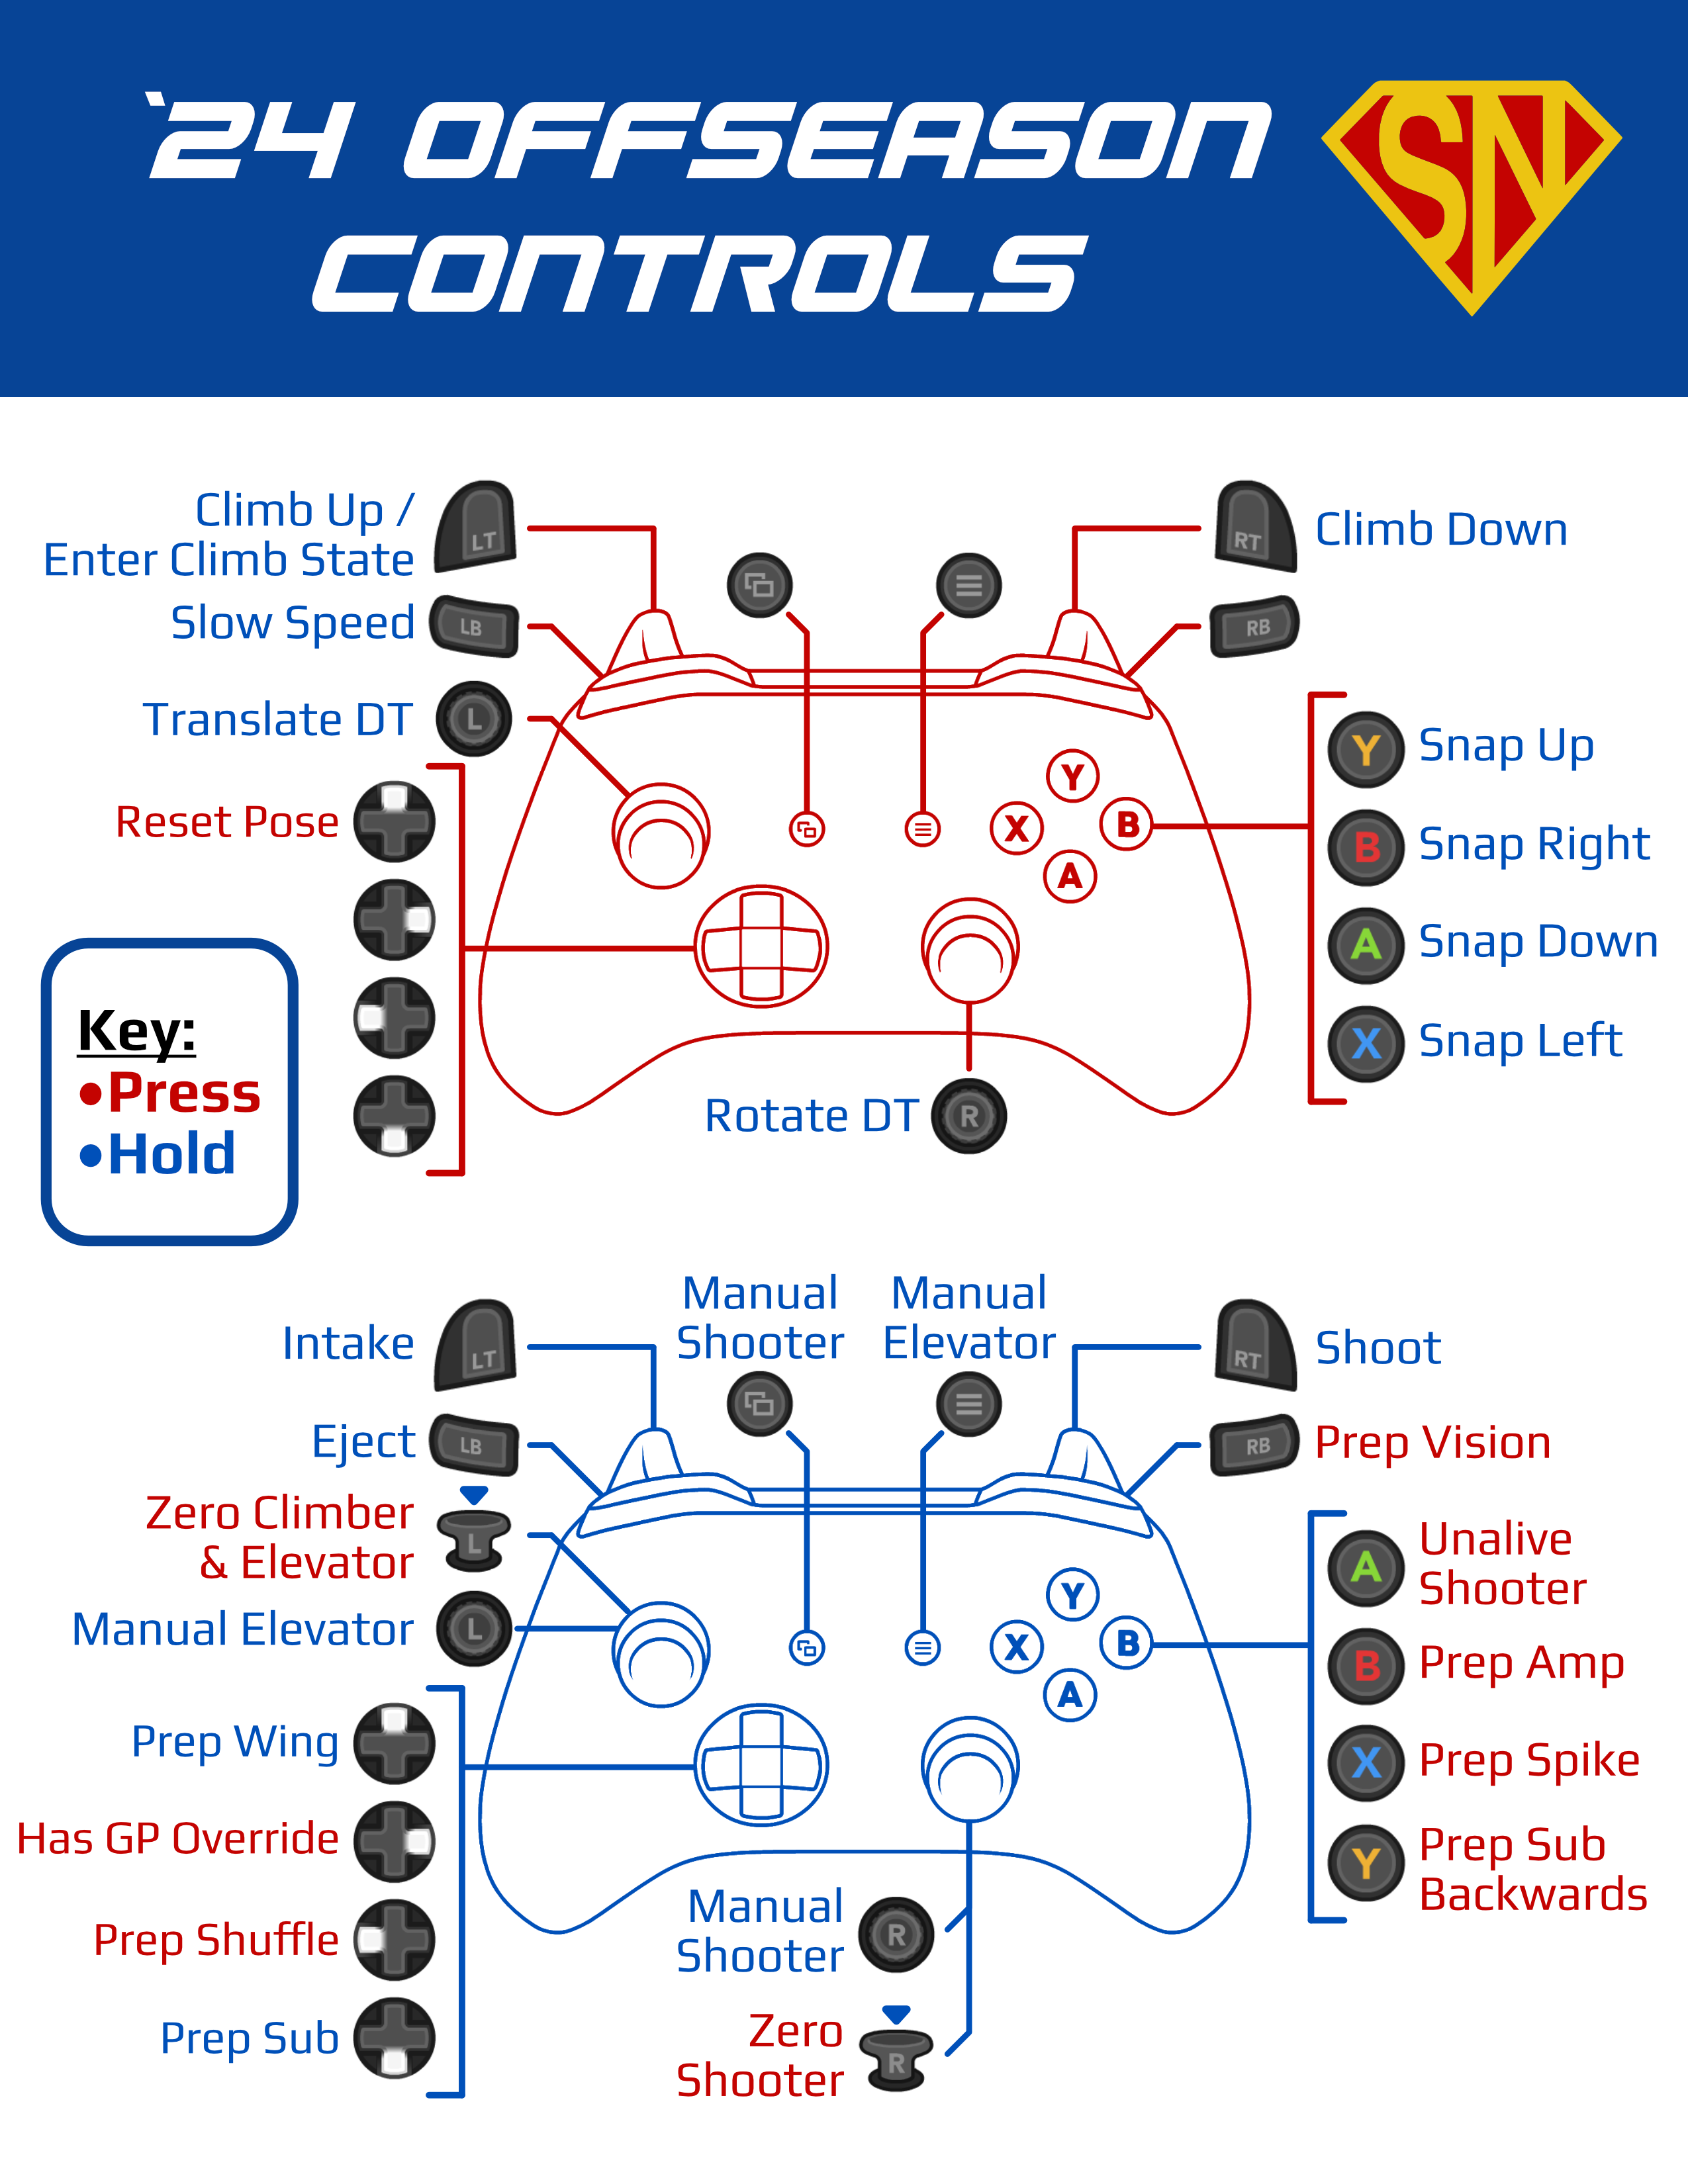 `24 OFFSEASON
CONTROLS
SN
Climb Up /
Enter Climb State
LT
RT
Climb Down
Slow Speed
LB
RB
Translate DT
L
Y
Snap Up
Reset Pose
Y
X
B
A
B
Snap Right
A
Snap Down
X
Snap Left
Key:
•Press
•Hold
Rotate DT
R
Manual
Shooter
Manual
Elevator
Intake
LT
RT
Shoot
Eject
LB
RB
Prep Vision
Zero Climber
& Elevator
L
Manual Elevator
L
A
Unalive
Shooter
Y
X
B
A
B
Prep Amp
Prep Wing
X
Prep Spike
Has GP Override
Y
Prep Sub
Backwards
Prep Shuffle
Manual
Shooter
R
Prep Sub
Zero
Shooter
R